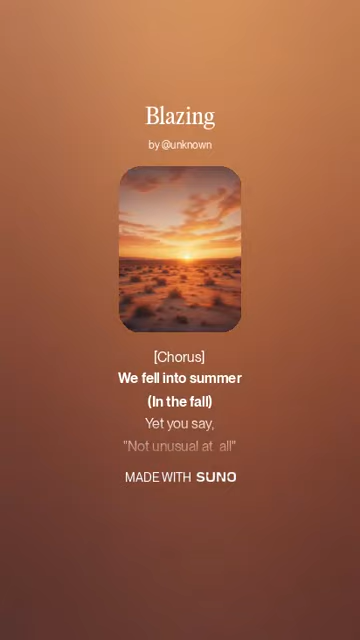 Blazing
by @unknown
[Chorus]
We fell into summer
(In the fall)
Yet you say,
"Not unusual at all"
MADE WITH SUNO